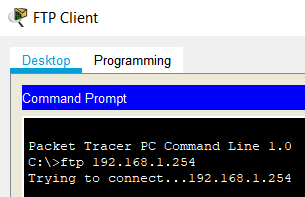 FTP Client
Desktop Programming
Command Prompt
Packet Tracer PC Command Line 1.0
C:\>ftp 192.168.1.254
Trying to connect...192.168.1.254